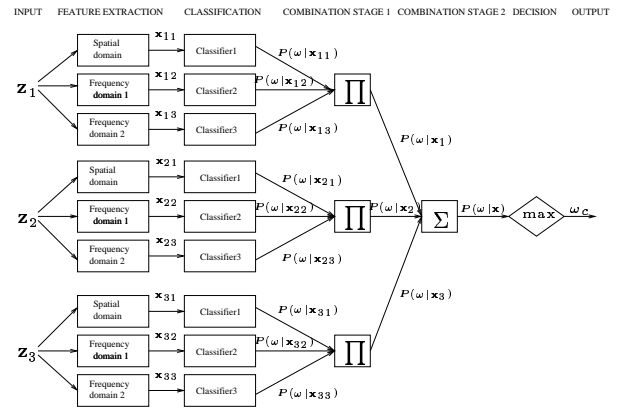 INPUT FEATURE EXTRACTION CLASSIFICATION COMBINATION STAGE 1 COMBINATION STAGE 2 DECISION OUTPUT
z₁
Spatial
domain
x₁₁
Classifier1
P(ω|x₁₁)
Frequency
domain 1
x₁₂
Classifier2
P(ω|x₁₂)
Frequency
domain 2
x₁₃
Classifier3
P(ω|x₁₃)
∏
P(ω|x₁)
z₂
Spatial
domain
x₂₁
Classifier1
P(ω|x₂₁)
Frequency
domain 1
x₂₂
Classifier2
P(ω|x₂₂)
Frequency
domain 2
x₂₃
Classifier3
P(ω|x₂₃)
∏
P(ω|x₂)
Σ
P(ω|x)
max
ω_c
z₃
Spatial
domain
x₃₁
Classifier1
P(ω|x₃₁)
Frequency
domain 1
x₃₂
Classifier2
P(ω|x₃₂)
Frequency
domain 2
x₃₃
Classifier3
P(ω|x₃₃)
∏
P(ω|x₃)